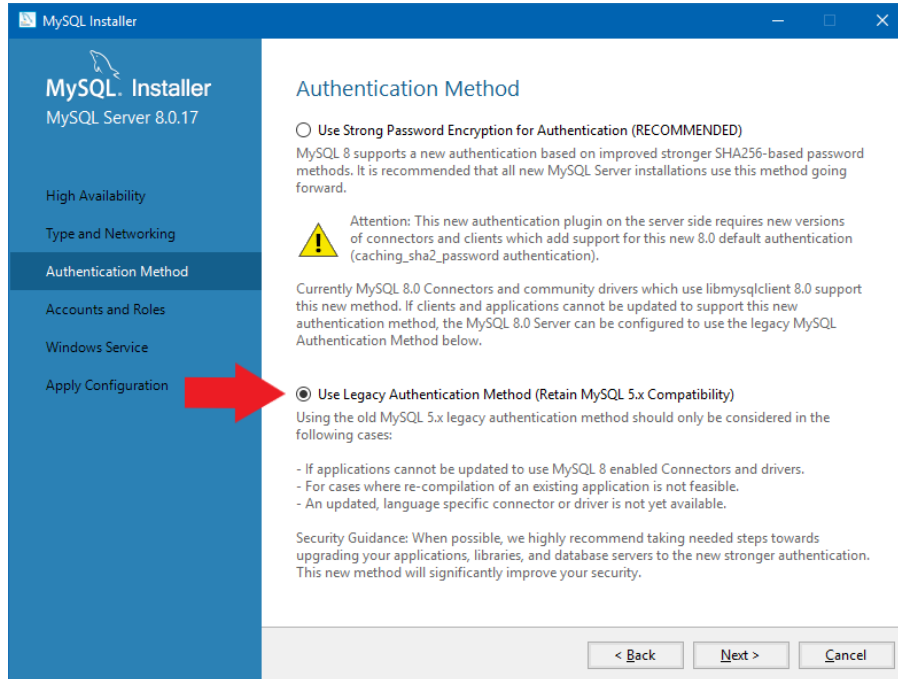 MySQL Installer
MySQL. Installer
MySQL Server 8.0.17
High Availability
Type and Networking
Authentication Method
Accounts and Roles
Windows Service
Apply Configuration
Authentication Method
Use Strong Password Encryption for Authentication (RECOMMENDED)
MySQL 8 supports a new authentication based on improved stronger SHA256-based password
methods. It is recommended that all new MySQL Server installations use this method going
forward.
Attention: This new authentication plugin on the server side requires new versions
of connectors and clients which add support for this new 8.0 default authentication
(caching_sha2_password authentication).
Currently MySQL 8.0 Connectors and community drivers which use libmysqlclient 8.0 support
this new method. If clients and applications cannot be updated to support this new
authentication method, the MySQL 8.0 Server can be configured to use the legacy MySQL
Authentication Method below.
Use Legacy Authentication Method (Retain MySQL 5.x Compatibility)
Using the old MySQL 5.x legacy authentication method should only be considered in the
following cases:
- If applications cannot be updated to use MySQL 8 enabled Connectors and drivers.
- For cases where re-compilation of an existing application is not feasible.
- An updated, language specific connector or driver is not yet available.
Security Guidance: When possible, we highly recommend taking needed steps towards
upgrading your applications, libraries, and database servers to the new stronger authentication.
This new method will significantly improve your security.
< Back
Next >
Cancel